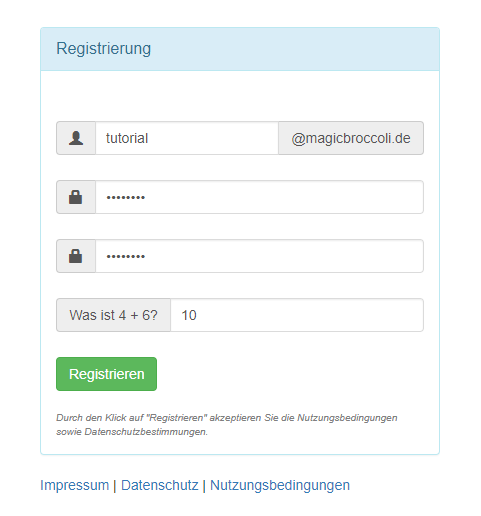 Registrierung
tutorial @magicbroccoli.de
••••••••
••••••••
Was ist 4 + 6? 10
Registrieren
Durch den Klick auf "Registrieren" akzeptieren Sie die Nutzungsbedingungen
sowie Datenschutzbestimmungen.
Impressum | Datenschutz | Nutzungsbedingungen